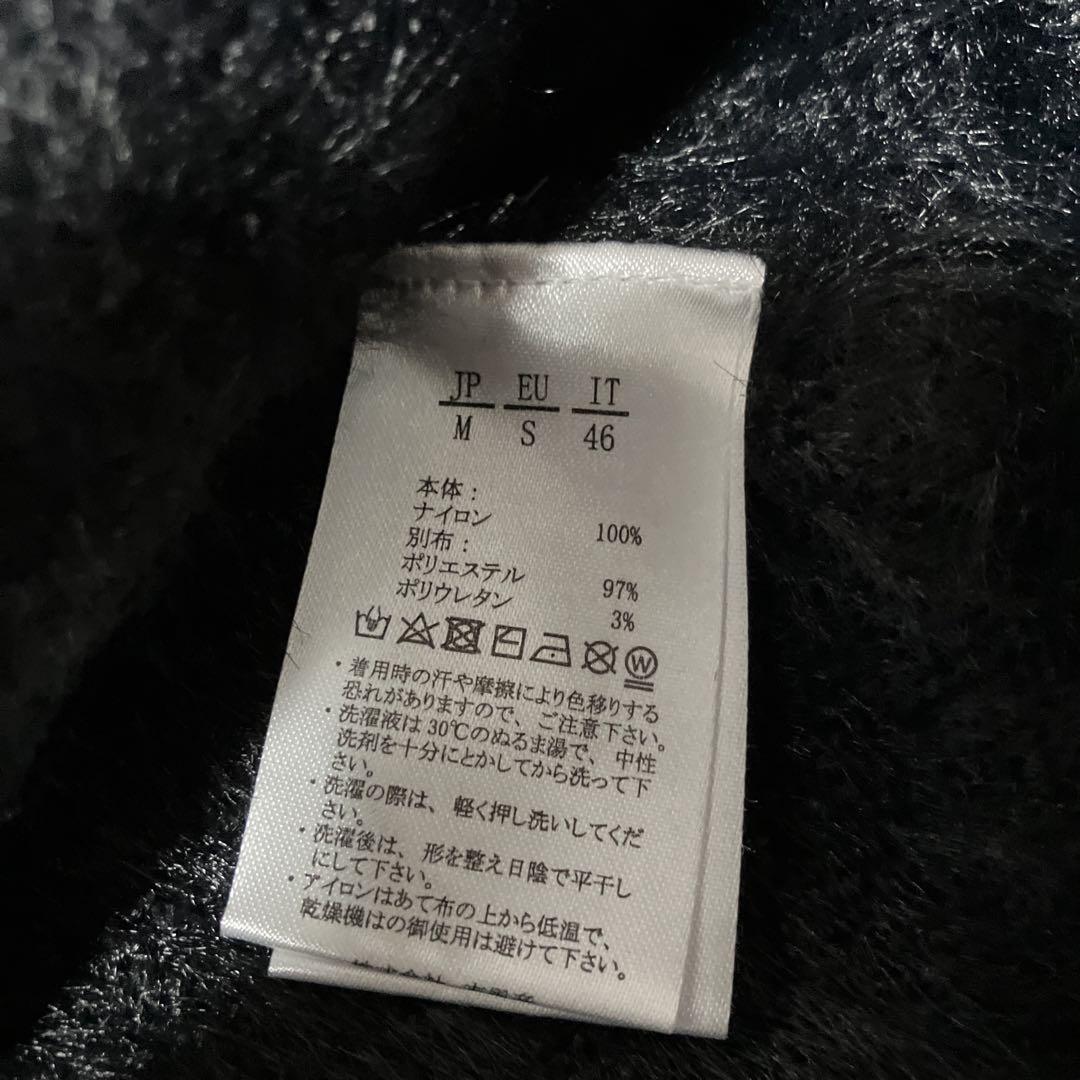 JP EU IT
M S 46
本体：
ナイロン 100%
別布：
ポリエステル 97%
ポリウレタン 3%
W
・着用時の汗や摩擦により色移りする
恐れがありますので、ご注意下さい。
・洗濯液は30℃のぬるま湯で、中性
洗剤を十分にとかしてから洗って下
さい。
・洗濯の際は、軽く押し洗いしてくだ
さい。
・洗濯後は、形を整え日陰で平干し
にして下さい。
・アイロンはあて布の上から低温で、
乾燥機はの御使用は避けて下さい。
株式会社